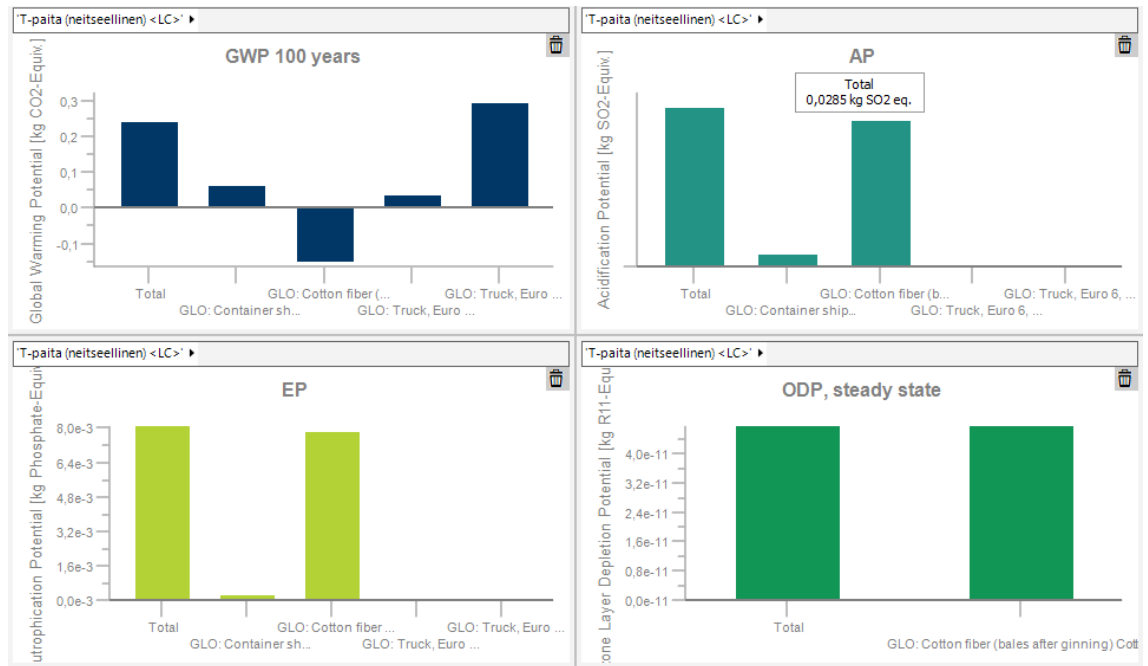 'T-paita (neitseellinen) <LC>'
GWP 100 years
Global Warming Potential [kg CO2-Equiv.]
0,3
0,2
0,1
0,0
-0,1
Total
GLO: Container sh...
GLO: Cotton fiber (...
GLO: Truck, Euro ...
GLO: Truck, Euro ...
'T-paita (neitseellinen) <LC>'
AP
Acidification Potential [kg SO2-Equiv.]
Total
0,0285 kg SO2 eq.
Total
GLO: Container ship...
GLO: Cotton fiber (b...
GLO: Truck, Euro 6, ...
GLO: Truck, Euro 6, ...
'T-paita (neitseellinen) <LC>'
EP
utrophication Potential [kg Phosphate-Equiv
8,0e-3
6,4e-3
4,8e-3
3,2e-3
1,6e-3
0,0e-3
Total
GLO: Container sh...
GLO: Cotton fiber ...
GLO: Truck, Euro ...
GLO: Truck, Euro ...
'T-paita (neitseellinen) <LC>'
ODP, steady state
one Layer Depletion Potential [kg R11-Equ
4,0e-11
3,2e-11
2,4e-11
1,6e-11
0,8e-11
0,0e-11
Total
GLO: Cotton fiber (bales after ginning) Cott